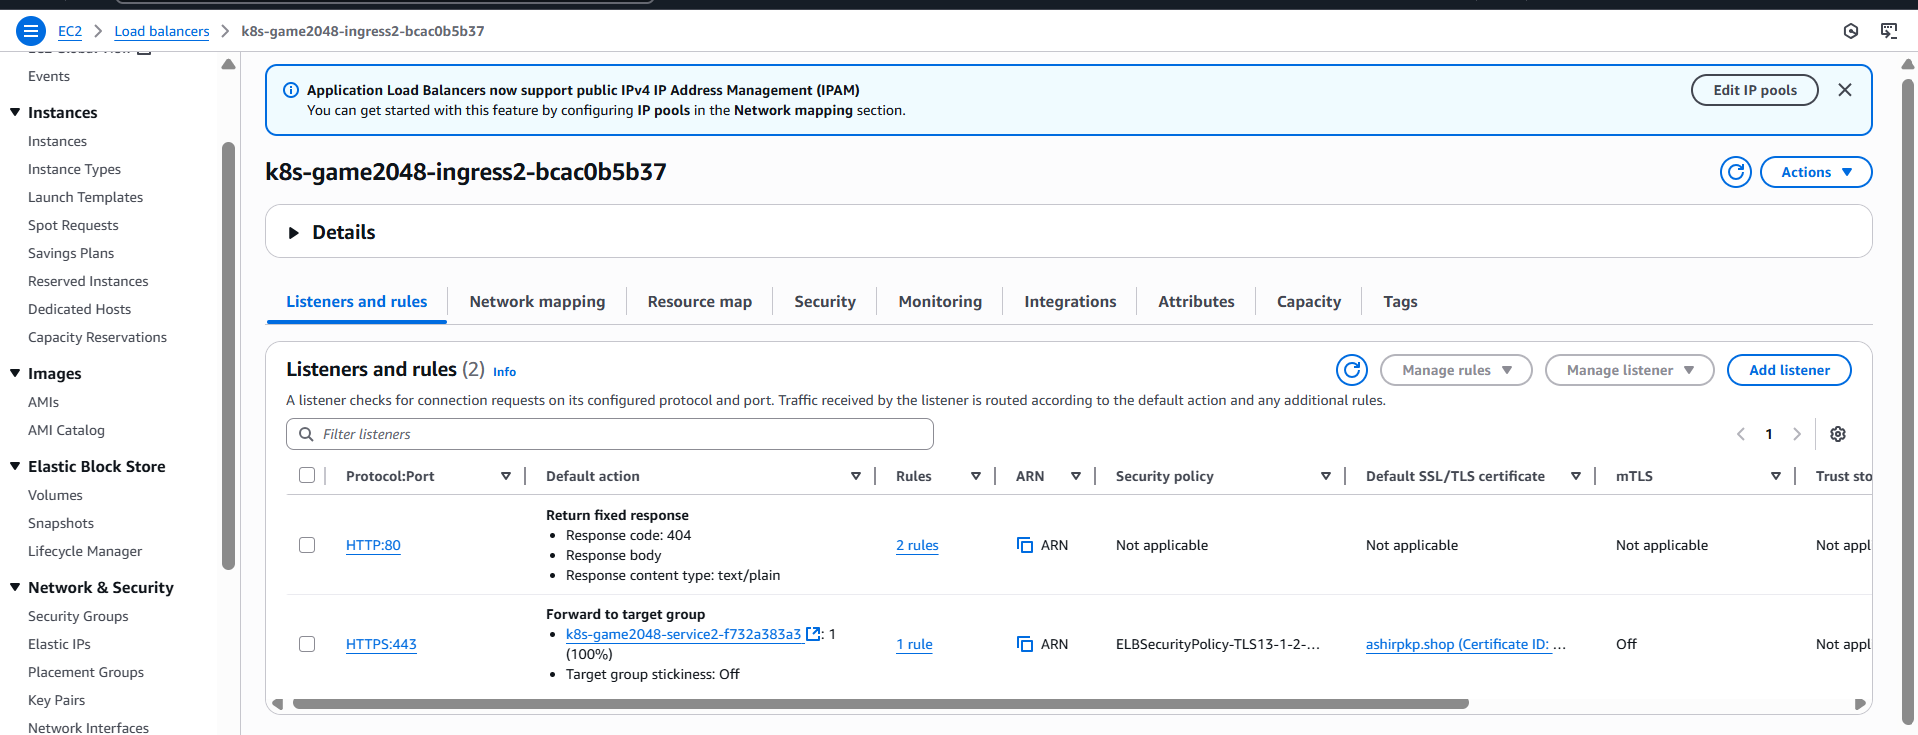 EC2 > Load balancers > k8s-game2048-ingress2-bcac0b5b37
Events
Instances
Instances
Instance Types
Launch Templates
Spot Requests
Savings Plans
Reserved Instances
Dedicated Hosts
Capacity Reservations
Images
AMIs
AMI Catalog
Elastic Block Store
Volumes
Snapshots
Lifecycle Manager
Network & Security
Security Groups
Elastic IPs
Placement Groups
Key Pairs
Network Interfaces
Application Load Balancers now support public IPv4 IP Address Management (IPAM)
You can get started with this feature by configuring IP pools in the Network mapping section.
Edit IP pools
k8s-game2048-ingress2-bcac0b5b37
Actions
Details
Listeners and rules
Network mapping
Resource map
Security
Monitoring
Integrations
Attributes
Capacity
Tags
Listeners and rules (2) Info
Manage rules
Manage listener
Add listener
A listener checks for connection requests on its configured protocol and port. Traffic received by the listener is routed according to the default action and any additional rules.
Filter listeners
1
Protocol:Port
Default action
Rules
ARN
Security policy
Default SSL/TLS certificate
mTLS
Trust sto
HTTP:80
Return fixed response
• Response code: 404
• Response body
• Response content type: text/plain
2 rules
ARN
Not applicable
Not applicable
Not applicable
Not appl
HTTPS:443
Forward to target group
• k8s-game2048-service2-f732a383a3 : 1
(100%)
• Target group stickiness: Off
1 rule
ARN
ELBSecurityPolicy-TLS13-1-2-...
ashirpkp.shop (Certificate ID: ...
Off
Not appl